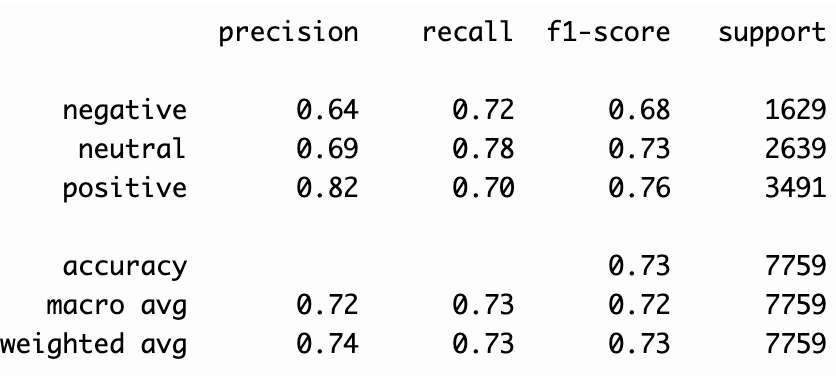 precision recall f1-score support
negative 0.64 0.72 0.68 1629
neutral 0.69 0.78 0.73 2639
positive 0.82 0.70 0.76 3491
accuracy 0.73 7759
macro avg 0.72 0.73 0.72 7759
weighted avg 0.74 0.73 0.73 7759